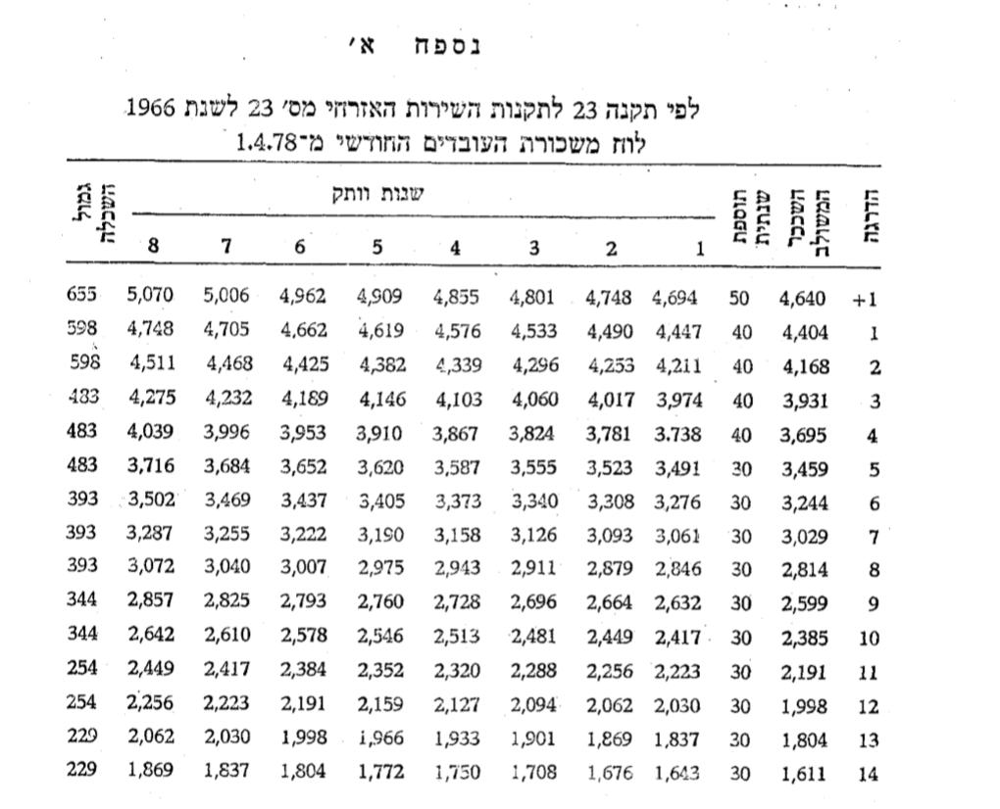 נספח א׳
לפי תקנה 23 לתקנות השירות האזרחי מס׳ 23 לשנת 1966
לוח משכורת העובדים החודשי מ־1.4.78
הדרגה השכר המשולב תוספת שנתית שנות וותק גמול השכלה
1 2 3 4 5 6 7 8
+1 4,640 50 4,694 4,748 4,801 4,855 4,909 4,962 5,006 5,070 655
1 4,404 40 4,447 4,490 4,533 4,576 4,619 4,662 4,705 4,748 598
2 4,168 40 4,211 4,253 4,296 4,339 4,382 4,425 4,468 4,511 598
3 3,931 40 3,974 4,017 4,060 4,103 4,146 4,189 4,232 4,275 483
4 3,695 40 3.738 3,781 3,824 3,867 3,910 3,953 3,996 4,039 483
5 3,459 30 3,491 3,523 3,555 3,587 3,620 3,652 3,684 3,716 483
6 3,244 30 3,276 3,308 3,340 3,373 3,405 3,437 3,469 3,502 393
7 3,029 30 3,061 3,093 3,126 3,158 3,190 3,222 3,255 3,287 393
8 2,814 30 2,846 2,879 2,911 2,943 2,975 3,007 3,040 3,072 393
9 2,599 30 2,632 2,664 2,696 2,728 2,760 2,793 2,825 2,857 344
10 2,385 30 2,417 2,449 2,481 2,513 2,546 2,578 2,610 2,642 344
11 2,191 30 2,223 2,256 2,288 2,320 2,352 2,384 2,417 2,449 254
12 1,998 30 2,030 2,062 2,094 2,127 2,159 2,191 2,223 2,256 254
13 1,804 30 1,837 1,869 1,901 1,933 1,966 1,998 2,030 2,062 229
14 1,611 30 1,643 1,676 1,708 1,750 1,772 1,804 1,837 1,869 229